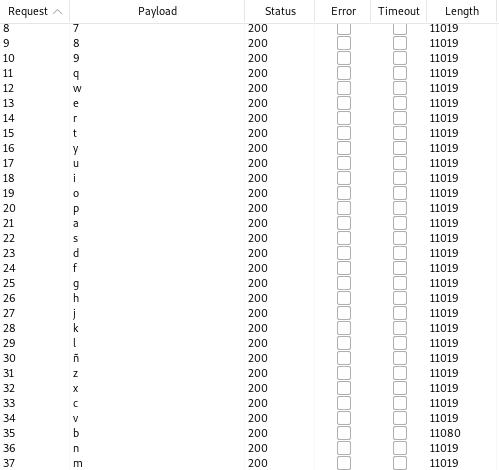 Request Payload Status Error Timeout Length
8 7 200 11019
9 8 200 11019
10 9 200 11019
11 q 200 11019
12 w 200 11019
13 e 200 11019
14 r 200 11019
15 t 200 11019
16 y 200 11019
17 u 200 11019
18 i 200 11019
19 o 200 11019
20 p 200 11019
21 a 200 11019
22 s 200 11019
23 d 200 11019
24 f 200 11019
25 g 200 11019
26 h 200 11019
27 j 200 11019
28 k 200 11019
29 l 200 11019
30 ñ 200 11019
31 z 200 11019
32 x 200 11019
33 c 200 11019
34 v 200 11019
35 b 200 11080
36 n 200 11019
37 m 200 11019